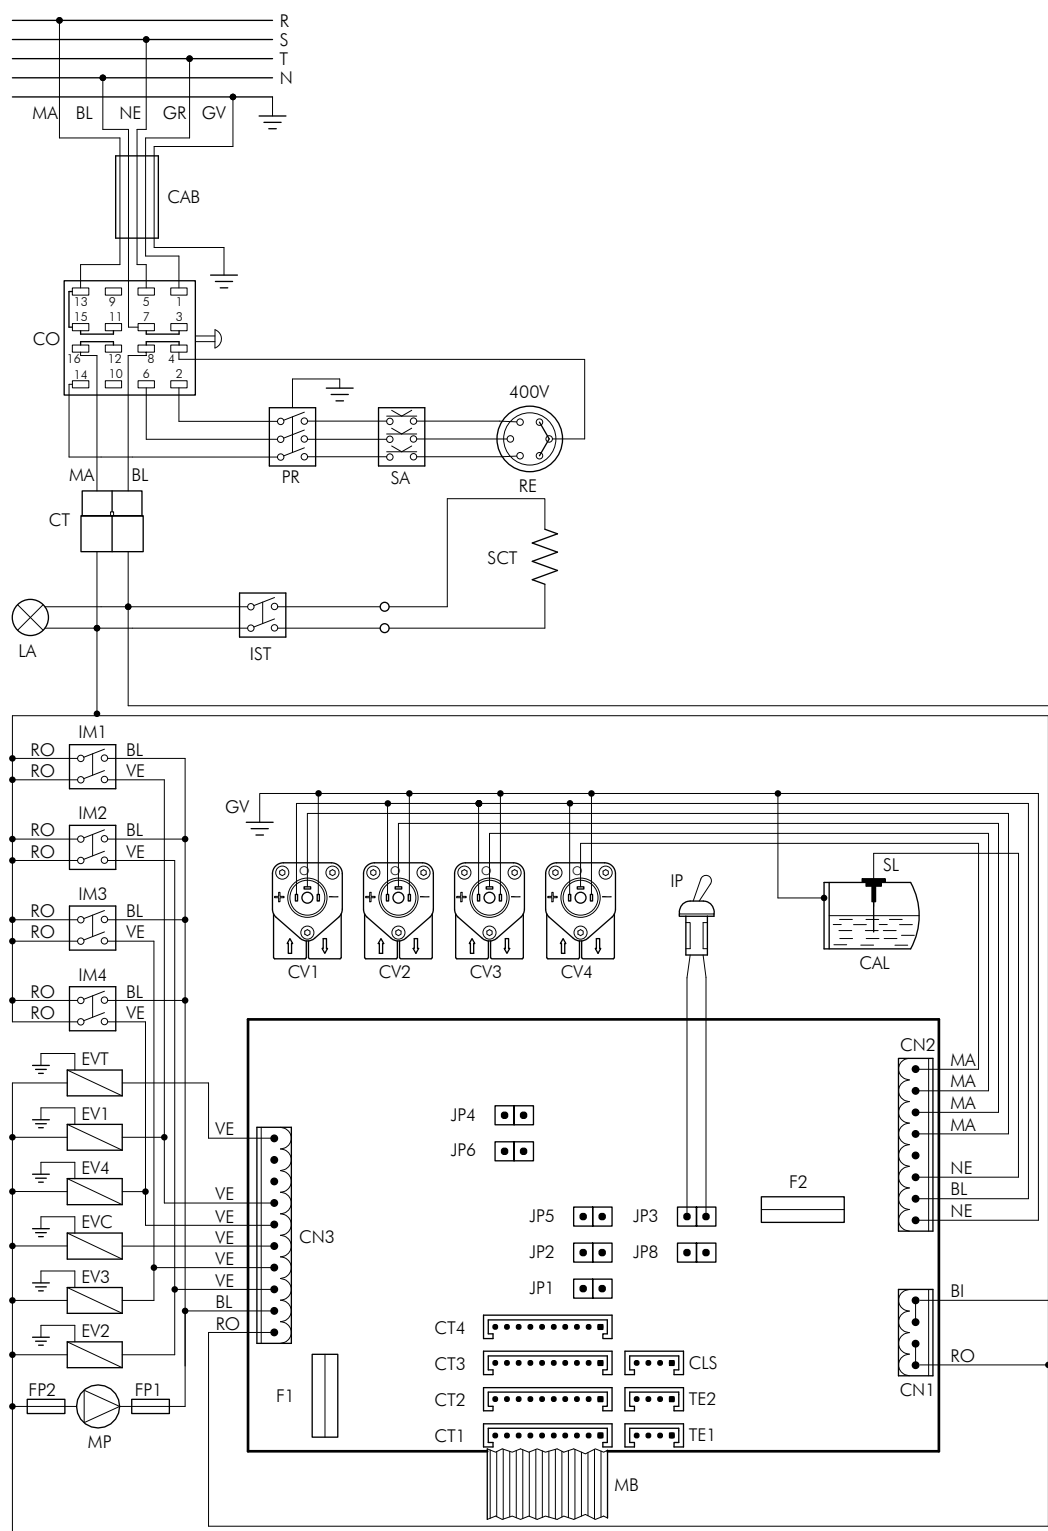 R
S
T
N
MA BL NE GR GV
CAB
13 9 5 1
15 11 7 3
CO
16 12 8 4
14 10 6 2
400V
PR SA RE
MA BL
CT
SCT
LA IST
IM1
RO BL
RO VE
GV
IM2
RO BL
RO VE
IM3
RO BL
RO VE
IM4
RO BL
RO VE
+ − + − + − + −
CV1 CV2 CV3 CV4
IP
SL
CAL
EVT
EV1
EV4
EVC
EV3
EV2
FP2 FP1
MP
VE
VE
VE
VE
VE
VE
BL
RO
CN3
F1
JP4
JP6
JP5 JP3
JP2 JP8
JP1
F2
CN2
MA
MA
MA
MA
NE
BL
NE
BI
RO
CN1
CT4
CT3 CLS
CT2 TE2
CT1 TE1
MB